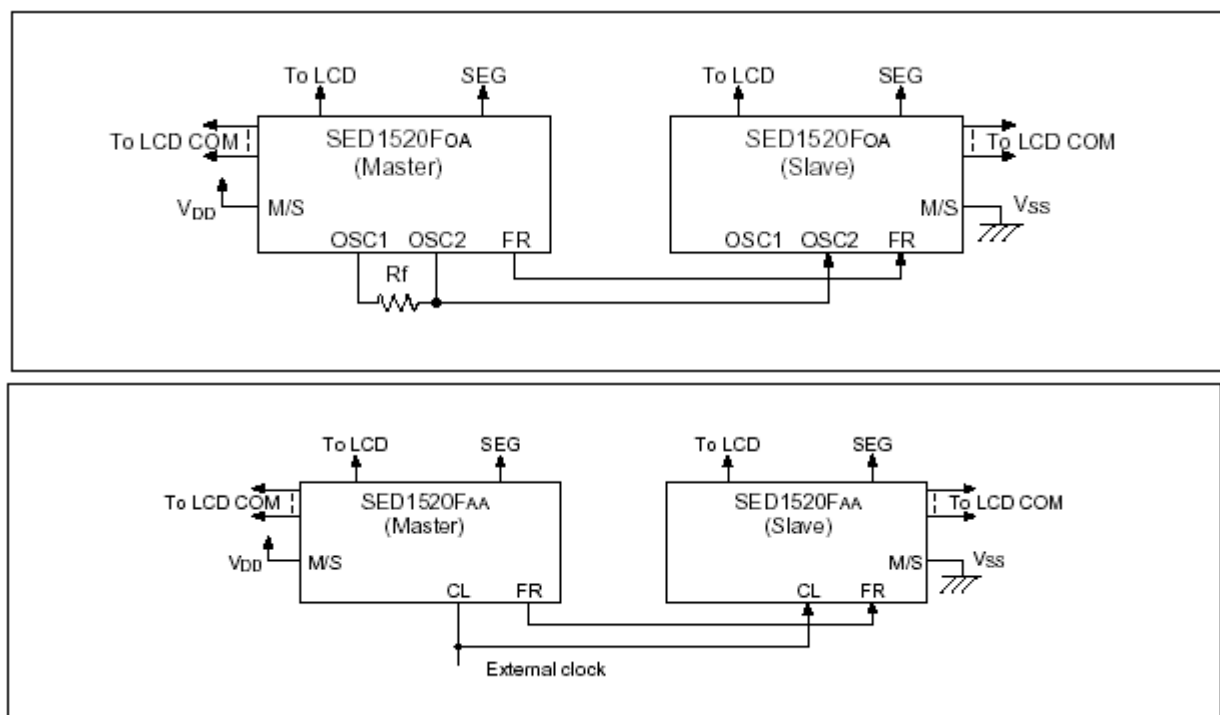 To LCD SEG To LCD SEG
To LCD COM SED1520FOA (Master) SED1520FOA (Slave) To LCD COM
VDD M/S M/S VSS
OSC1 OSC2 FR OSC1 OSC2 FR
Rf
To LCD SEG To LCD SEG
To LCD COM SED1520FAA (Master) SED1520FAA (Slave) To LCD COM
VDD M/S M/S VSS
CL FR CL FR
External clock